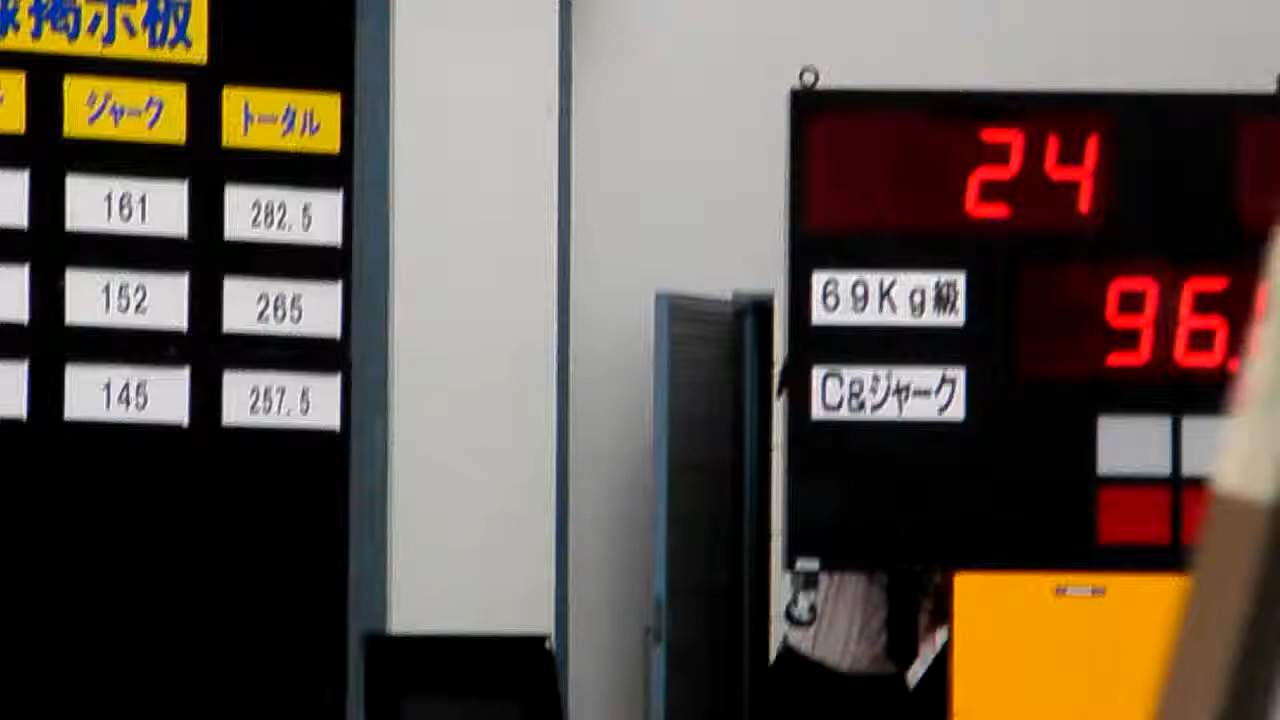 録掲示板
ジャーク トータル
161 282.5
152 265
145 257.5
24
69Kg級 96.
C&ジャーク